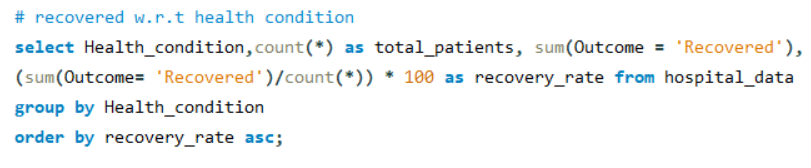 # recovered w.r.t health condition
select Health_condition,count(*) as total_patients, sum(Outcome = 'Recovered'),
(sum(Outcome= 'Recovered')/count(*)) * 100 as recovery_rate from hospital_data
group by Health_condition
order by recovery_rate asc;